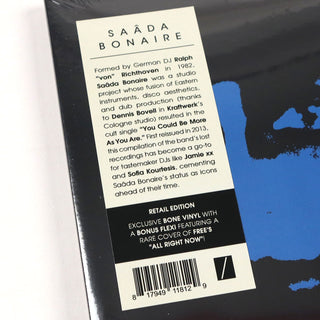 SAÂDA
BONAIRE
Formed by German DJ Ralph
"von" Richthoven in 1982,
Saâda Bonaire was a studio
project whose fusion of Eastern
instruments, disco aesthetics,
and dub production (thanks
to Dennis Bovell in Kraftwerk's
Cologne studio) resulted in the
cult single "You Could Be More
As You Are." First reissued in 2013,
this compilation of the band's lost
recordings has become a go-to
for tastemaker DJs like Jamie xx
and Sofia Kourtesis, cementing
Saâda Bonaire's status as icons
ahead of their time.
RETAIL EDITION
EXCLUSIVE BONE VINYL WITH
A BONUS FLEXI FEATURING A
RARE COVER OF FREE'S
"ALL RIGHT NOW"!
8 17949 11812 9